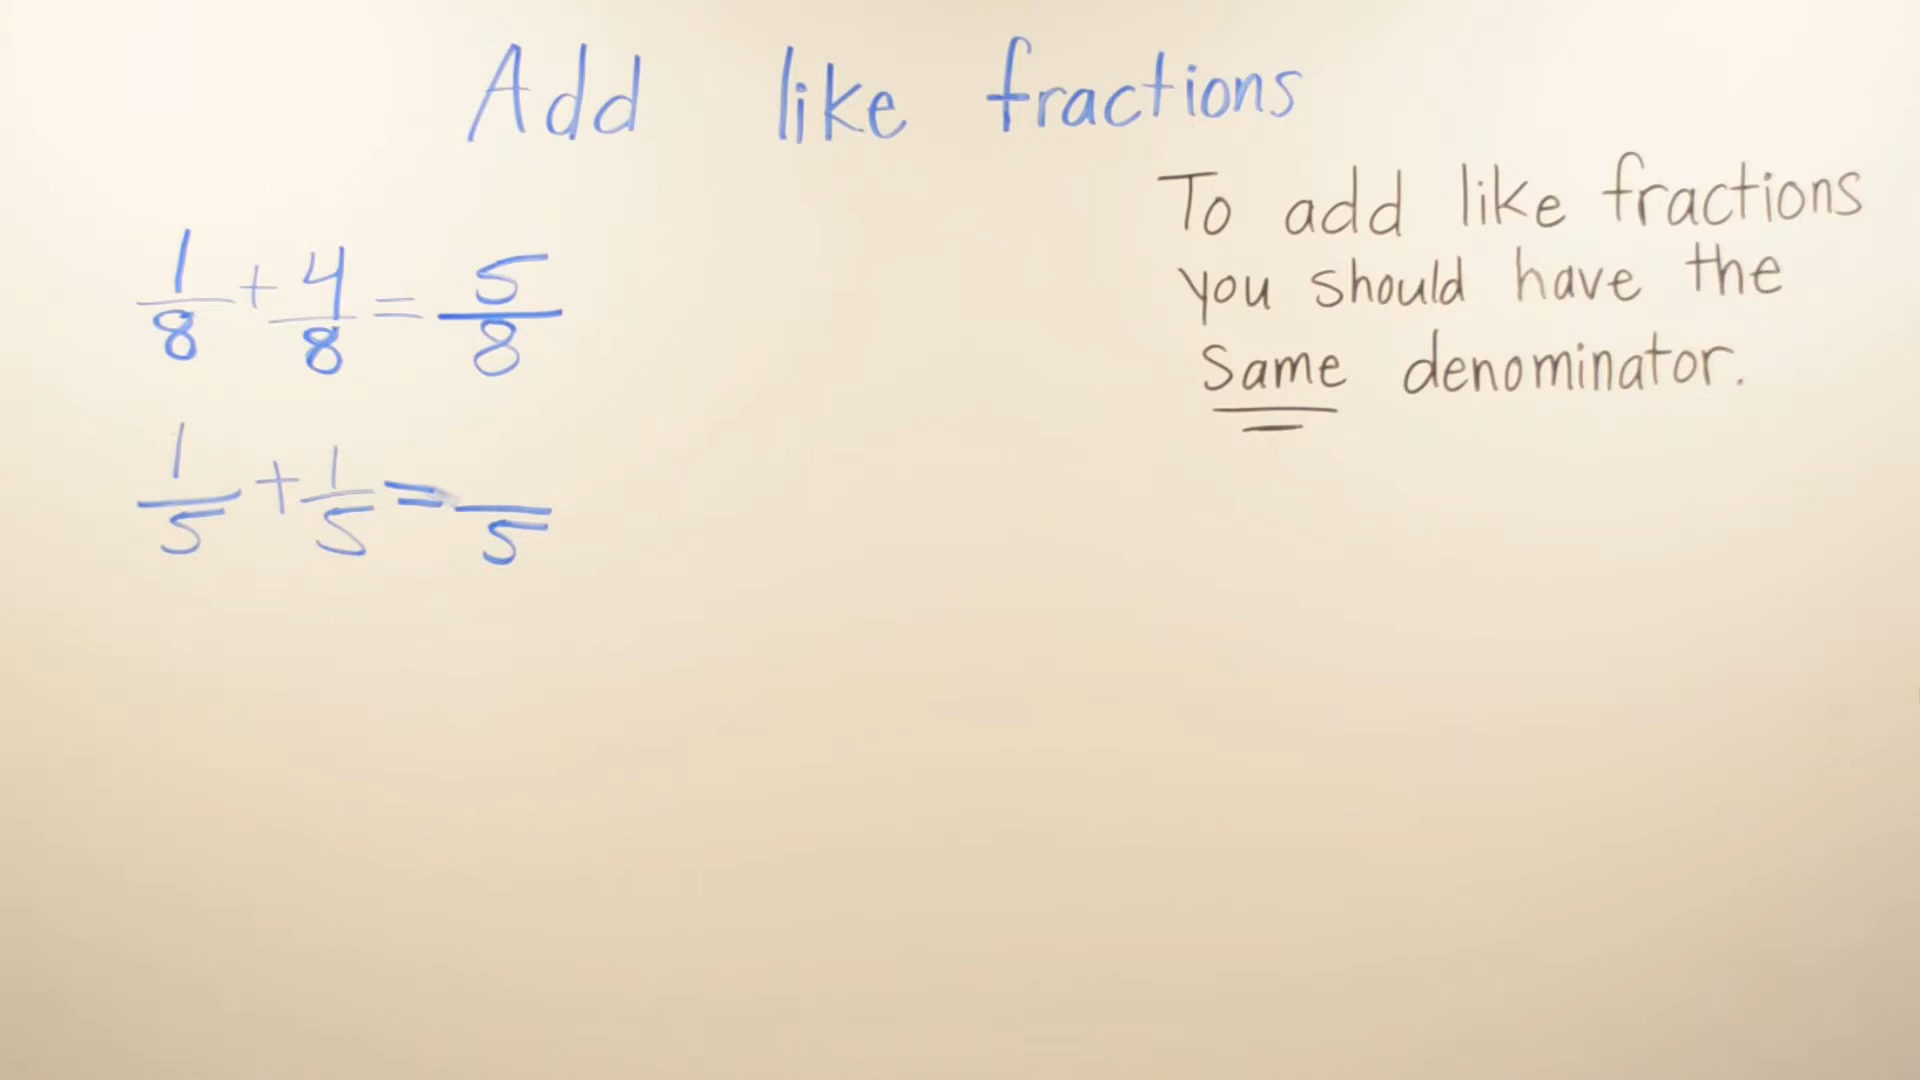 Add like fractions
To add like fractions
you should have the
same denominator.
1/8 + 4/8 = 5/8
1/5 + 1/5 = /5